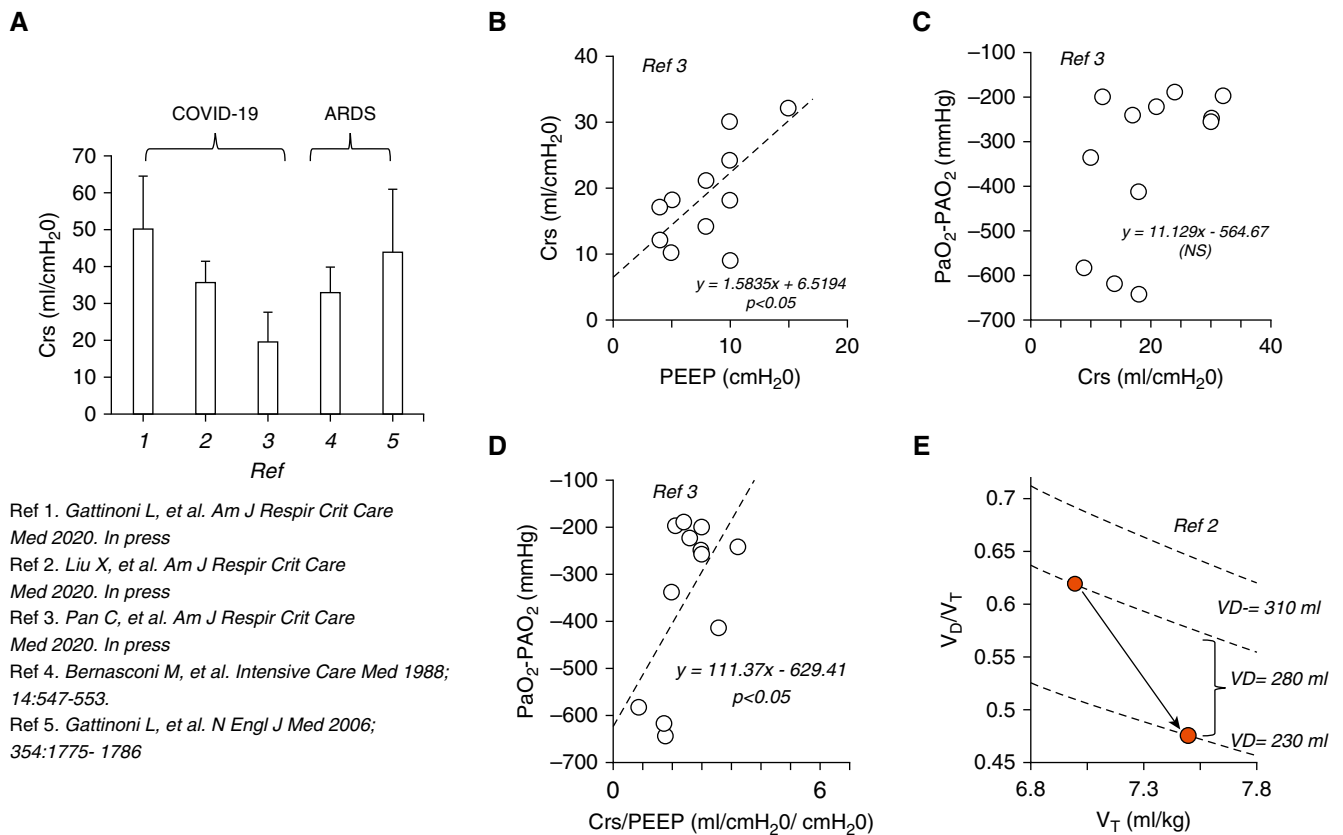 A
COVID-19
ARDS
70
60
50
40
30
20
10
0
Crs (ml/cmH20)
1
2
3
4
5
Ref
Ref 1. Gattinoni L, et al. Am J Respir Crit Care
Med 2020. In press
Ref 2. Liu X, et al. Am J Respir Crit Care
Med 2020. In press
Ref 3. Pan C, et al. Am J Respir Crit Care
Med 2020. In press
Ref 4. Bernasconi M, et al. Intensive Care Med 1988;
14:547-553.
Ref 5. Gattinoni L, et al. N Engl J Med 2006;
354:1775- 1786
B
Ref 3
40
30
20
10
0
Crs (ml/cmH20)
y = 1.5835x + 6.5194
p<0.05
0
10
20
PEEP (cmH20)
C
Ref 3
–100
–200
–300
–400
–500
–600
–700
PaO2-PAO2 (mmHg)
y = 11.129x - 564.67
(NS)
0
20
40
Crs (ml/cmH20)
D
Ref 3
–100
–200
–300
–400
–500
–600
–700
PaO2-PAO2 (mmHg)
y = 111.37x - 629.41
p<0.05
0
6
Crs/PEEP (ml/cmH20/ cmH20)
E
Ref 2
0.7
0.65
0.6
0.55
0.5
0.45
VD/VT
VD-= 310 ml
VD= 280 ml
VD= 230 ml
6.8
7.3
7.8
VT (ml/kg)